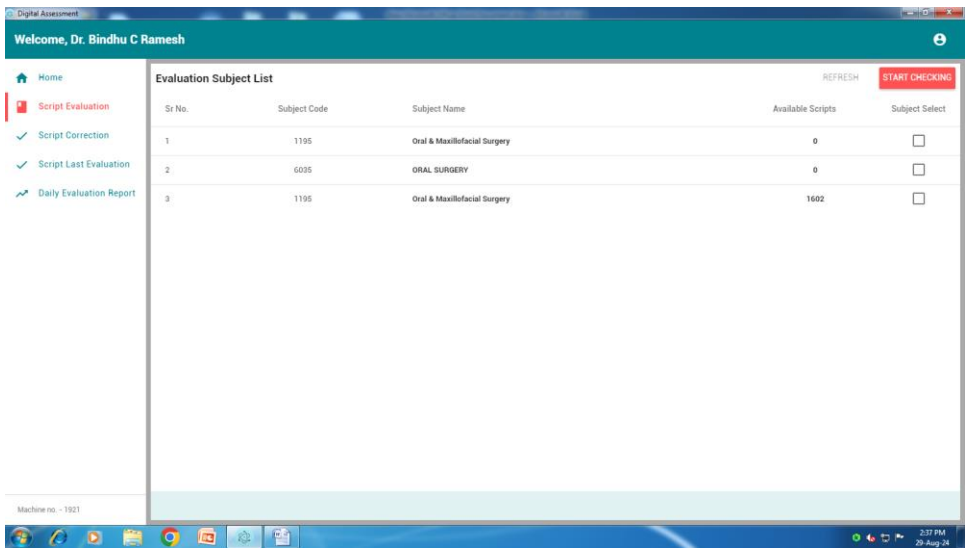 Digital Assessment
Welcome, Dr. Bindhu C Ramesh
Home
Script Evaluation
Script Correction
Script Last Evaluation
Daily Evaluation Report
Machine no. - 1921
Evaluation Subject List REFRESH START CHECKING
Sr No. Subject Code Subject Name Available Scripts Subject Select
1 1195 Oral & Maxillofacial Surgery 0
2 6035 ORAL SURGERY 0
3 1195 Oral & Maxillofacial Surgery 1602
2:37 PM
29-Aug-24